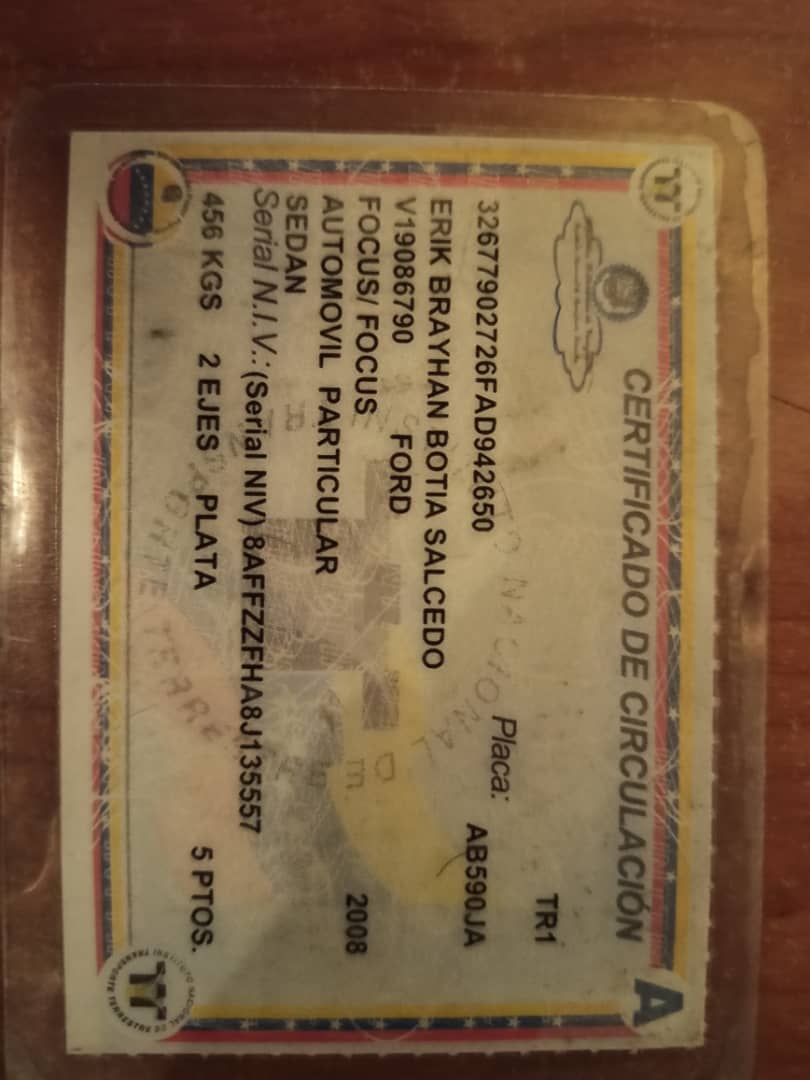 CERTIFICADO DE CIRCULACIÓN
A
TR1
32677902726FAD942650 Placa: AB590JA
ERIK BRAYHAN BOTIA SALCEDO
V19086790 FORD
FOCUS/ FOCUS 2008
AUTOMOVIL PARTICULAR
SEDAN
Serial N.I.V.: (Serial NIV) 8AFFZZFHA8J135557
456 KGS 2 EJES PLATA 5 PTOS.
INSTITUTO NACIONAL DE TRANSPORTE TERRESTRE